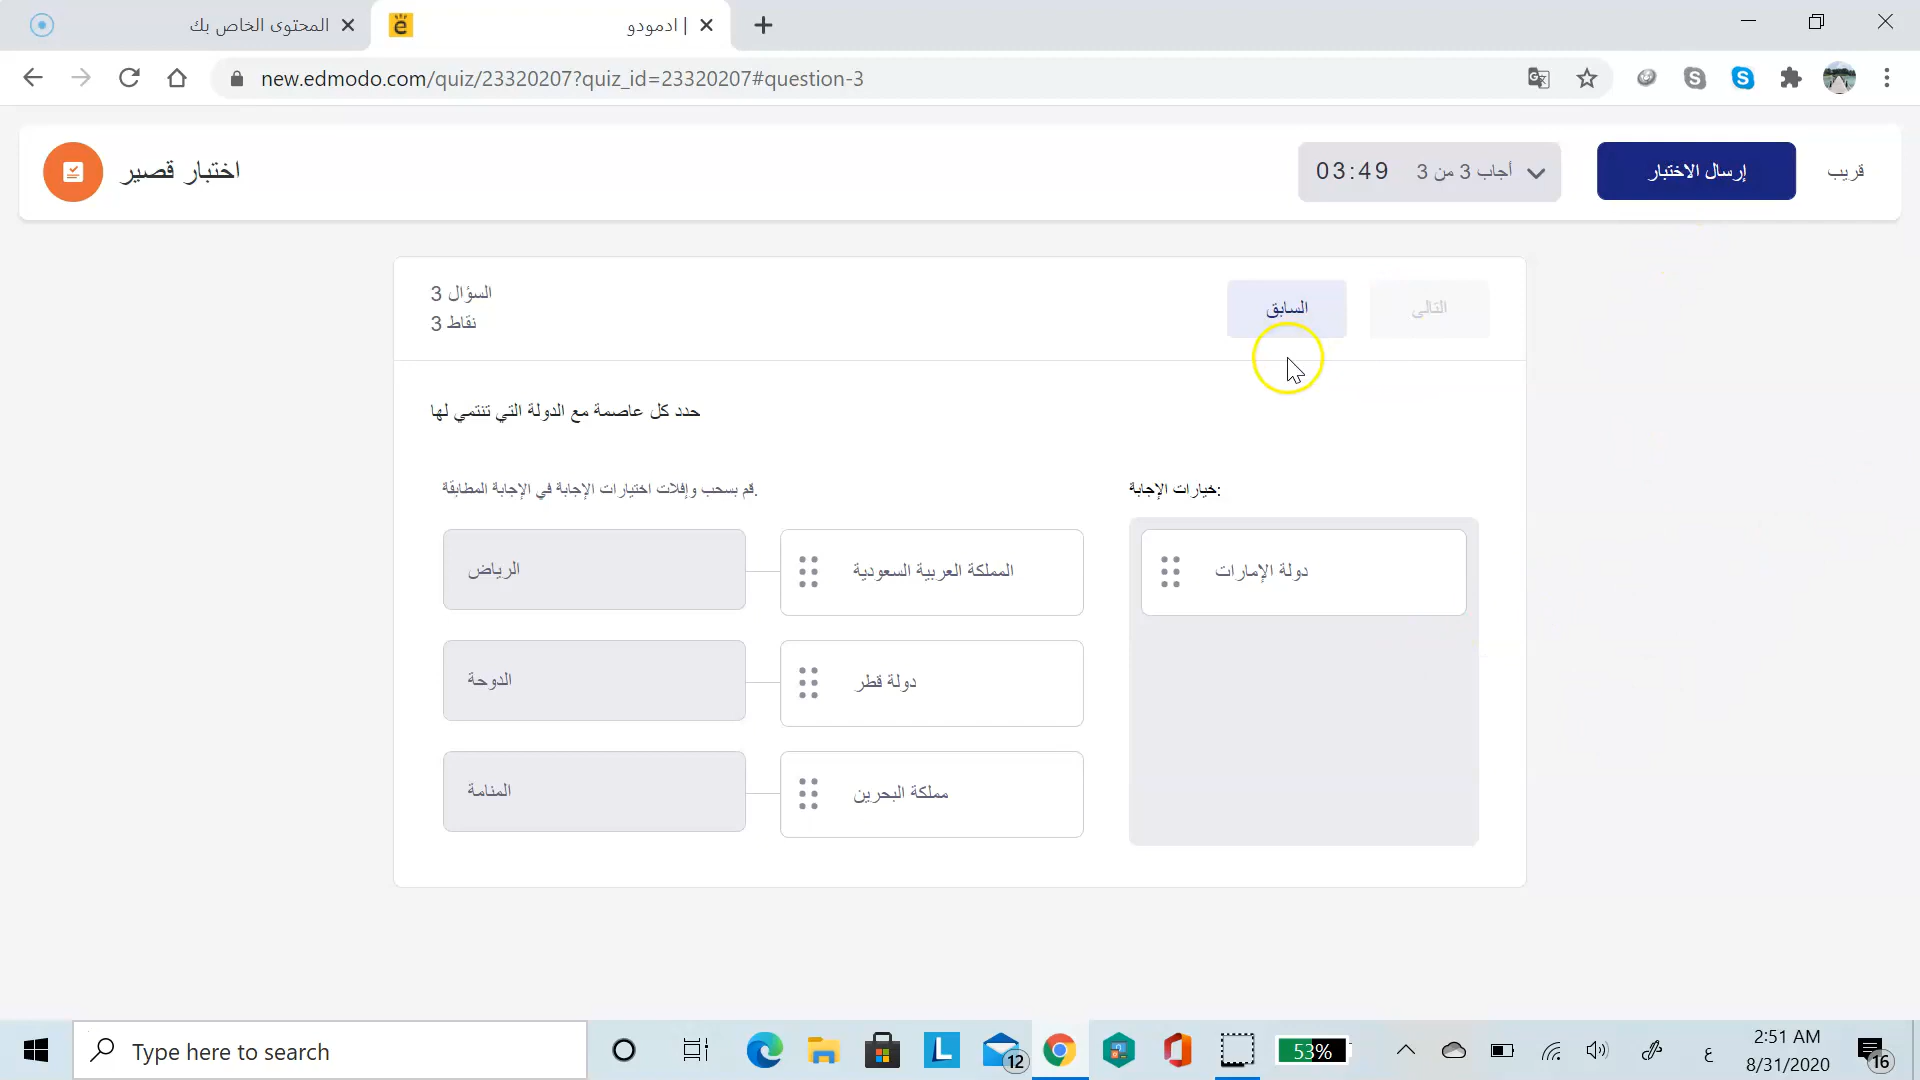 المحتوى الخاص بك
| ادمودو
new.edmodo.com/quiz/23320207?quiz_id=23320207#question-3
اختبار قصير
03:49
أجاب 3 من 3
إرسال الاختبار
قريب
السؤال 3
نقاط 3
السابق
التالي
حدد كل عاصمة مع الدولة التي تنتمي لها
قم بسحب وإفلات اختيارات الإجابة في الإجابة المطابقة.
خيارات الإجابة:
الرياض
المملكة العربية السعودية
دولة الإمارات
الدوحة
دولة قطر
المنامة
مملكة البحرين
Type here to search
12
53%
ع
2:51 AM
8/31/2020
16